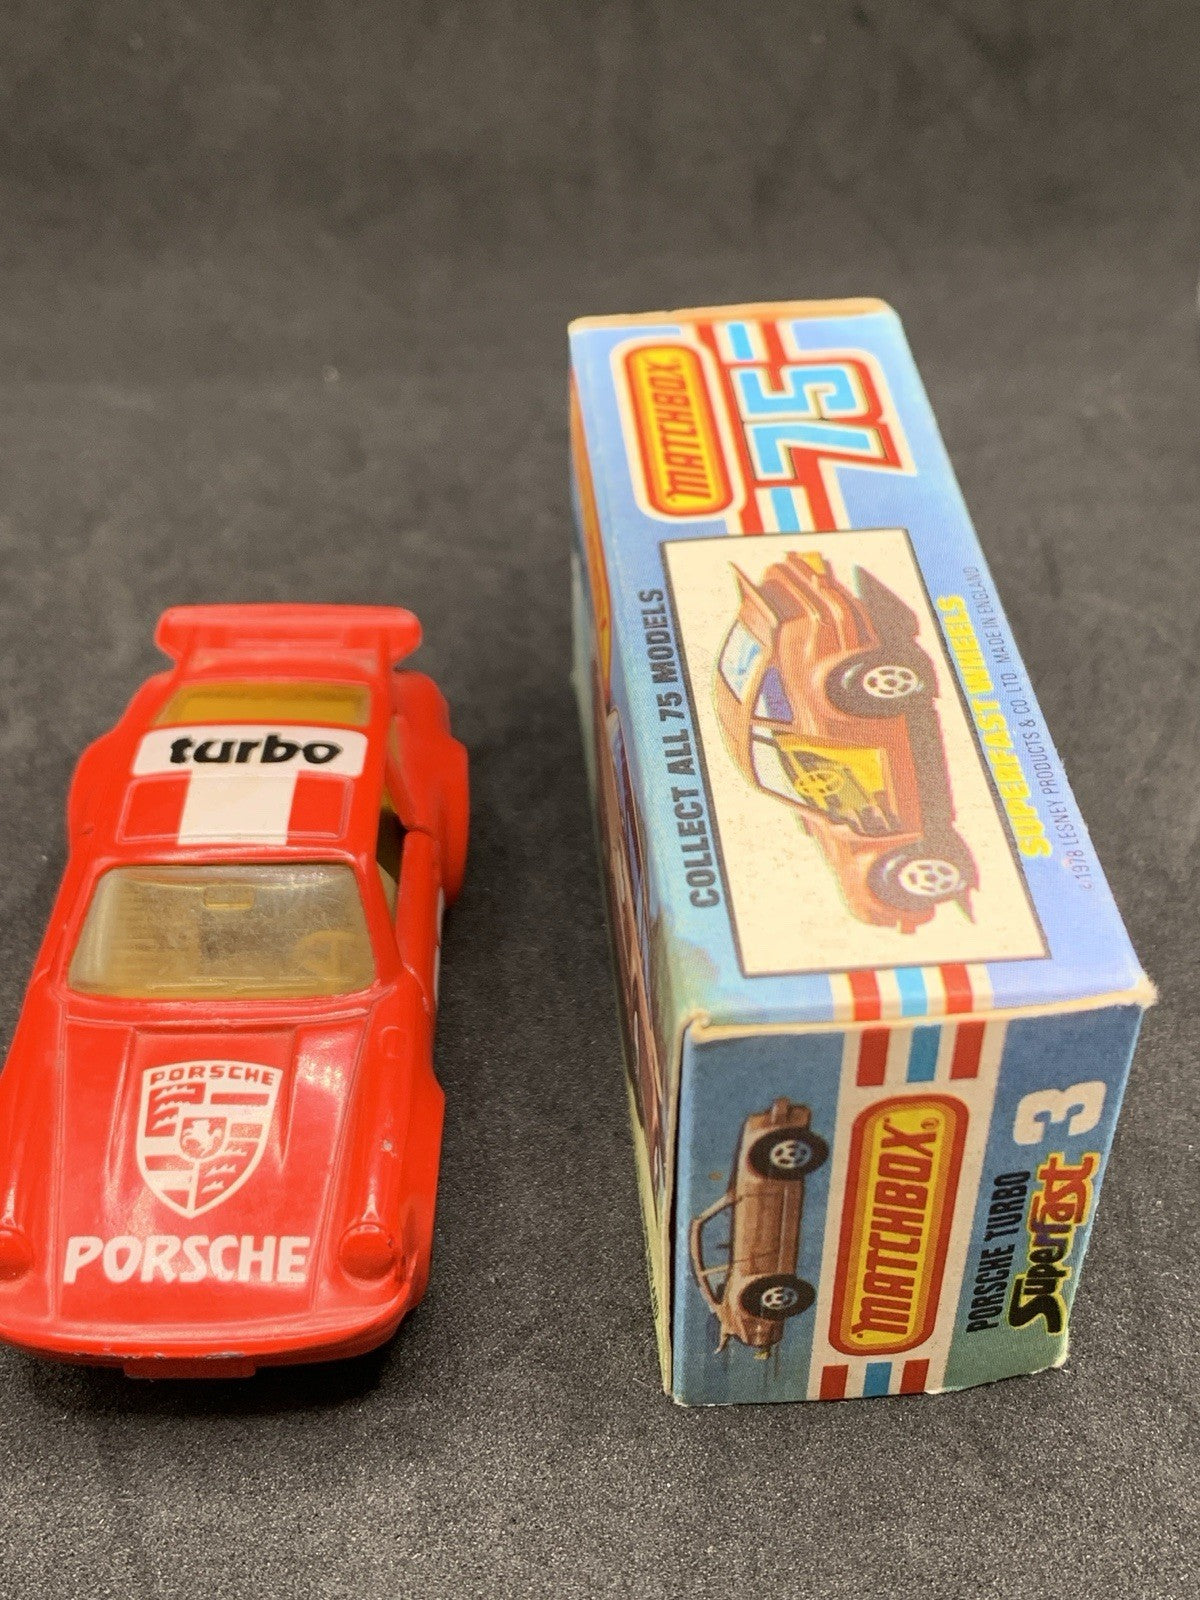 turbo
PORSCHE
PORSCHE
MATCHBOX
75
COLLECT ALL 75 MODELS
SUPERFAST WHEELS
©1978 LESNEY PRODUCTS & CO. LTD. MADE IN ENGLAND
MATCHBOX®
PORSCHE TURBO
3
Superfast